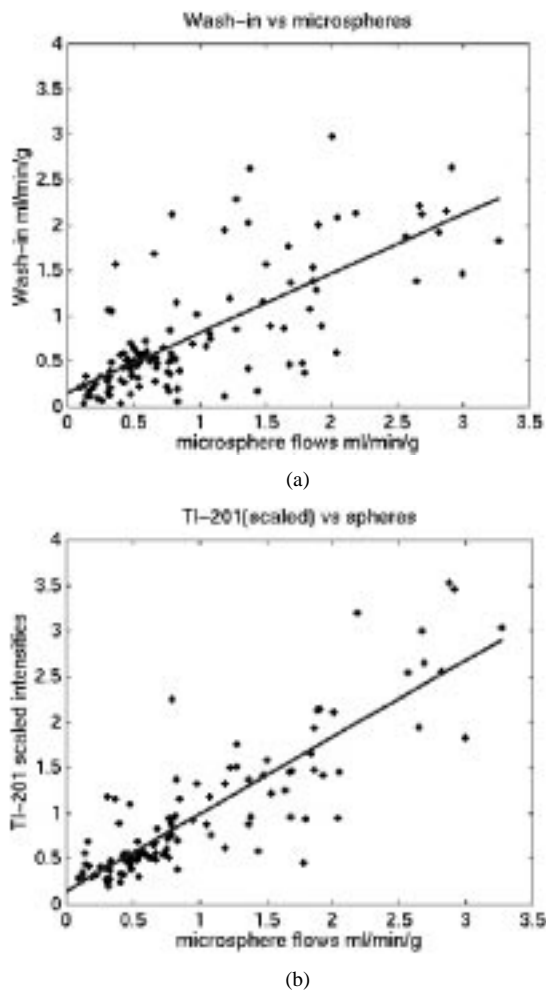 Wash-in vs microspheres
4
3.5
3
2.5
2
1.5
1
0.5
0
Wash-in ml/min/g
0 0.5 1 1.5 2 2.5 3 3.5
microsphere flows ml/min/g
(a)
Tl-201(scaled) vs spheres
4
3.5
3
2.5
2
1.5
1
0.5
0
Tl-201 scaled intensities
0 0.5 1 1.5 2 2.5 3 3.5
microsphere flows ml/min/g
(b)